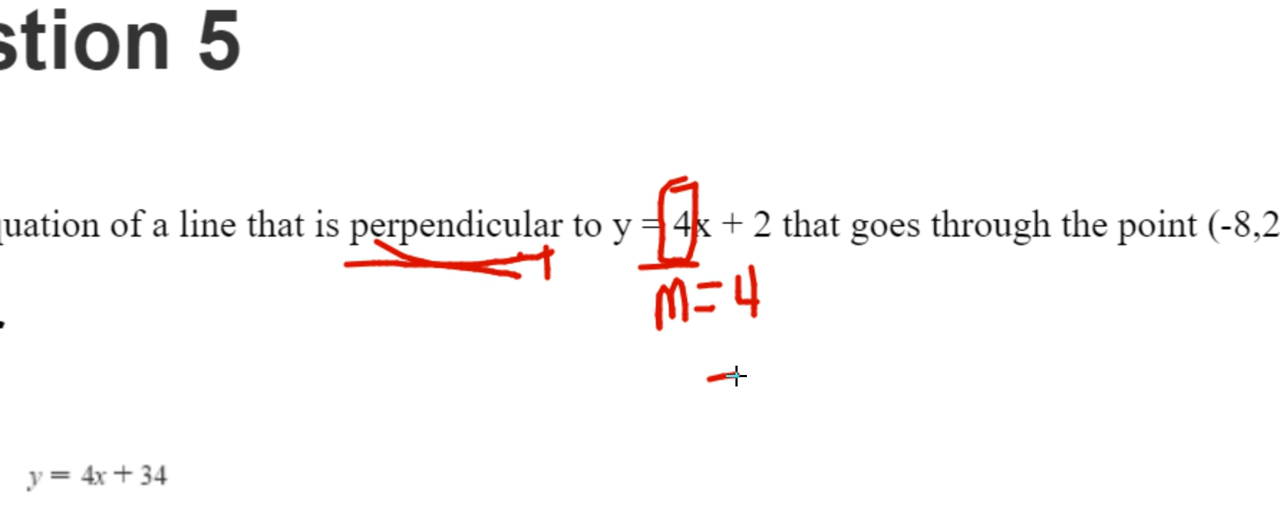 stion 5
quation of a line that is perpendicular to y = 4x + 2 that goes through the point (-8,2
m = 4
y = 4x + 34